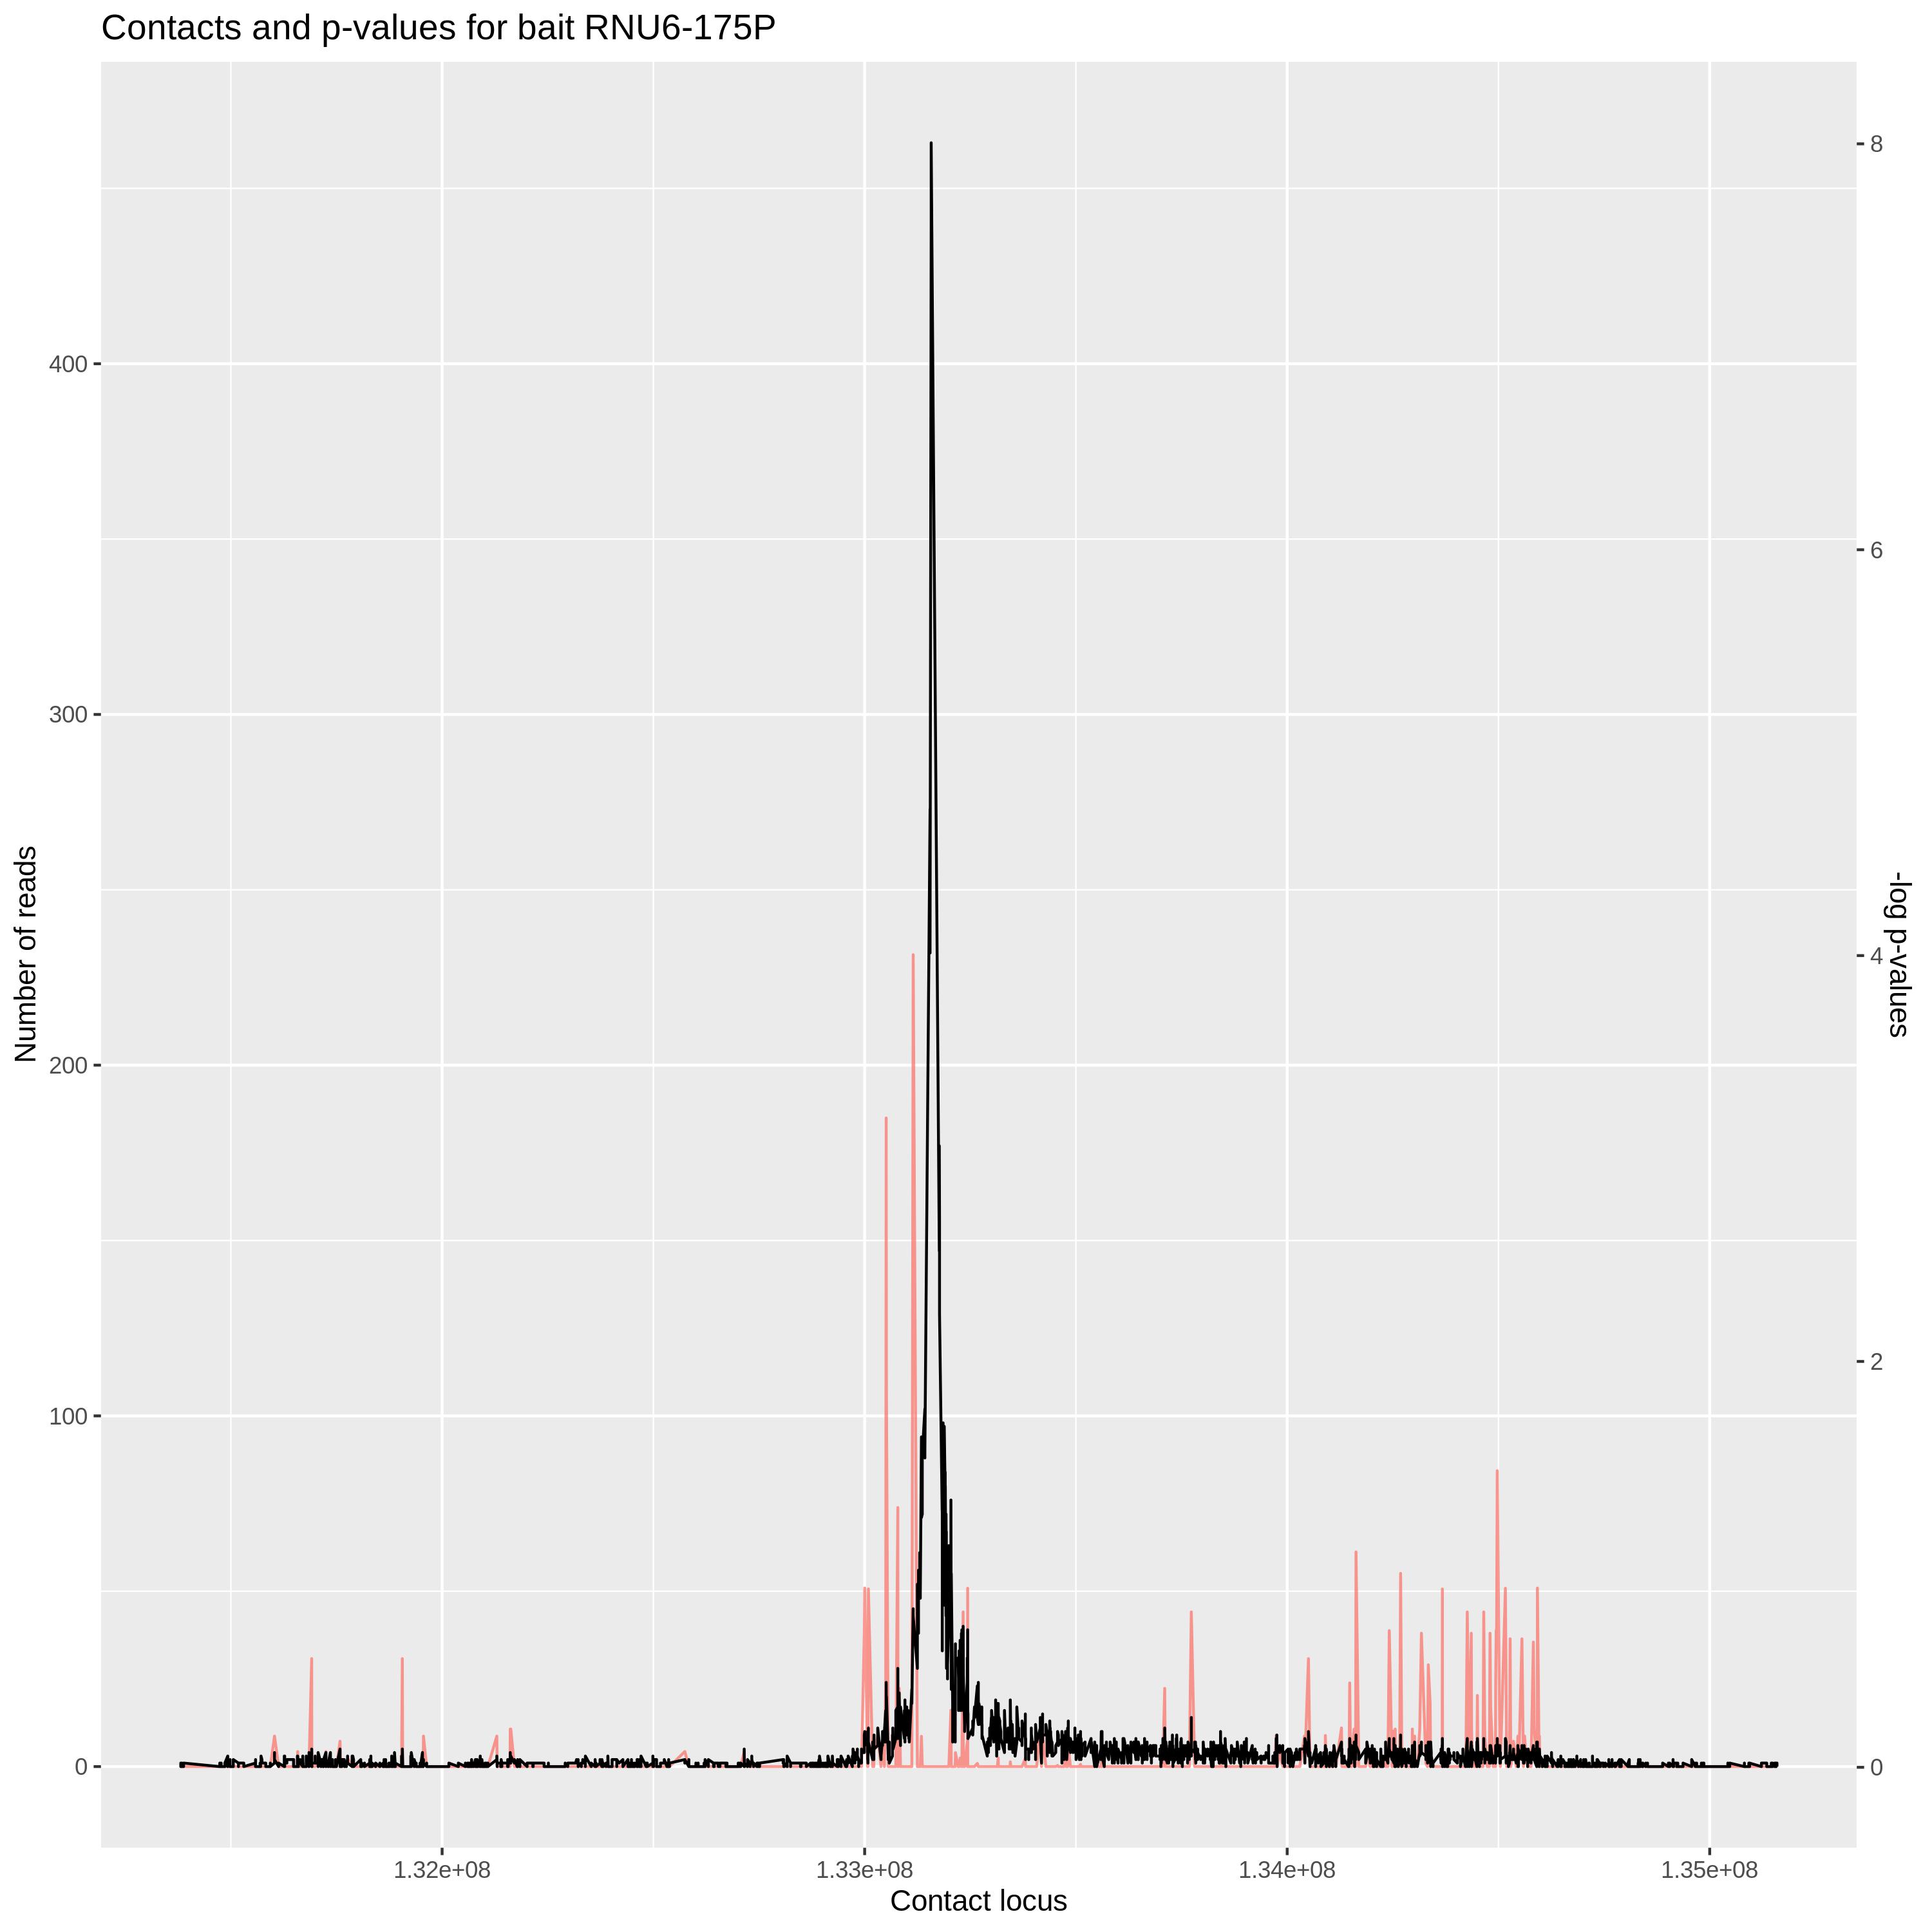 Contacts and p-values for bait RNU6-175P
8
6
400
300
4
200
2
100
0
0
Number of reads
-log p-values
1.32e+08
1.33e+08
1.34e+08
1.35e+08
Contact locus